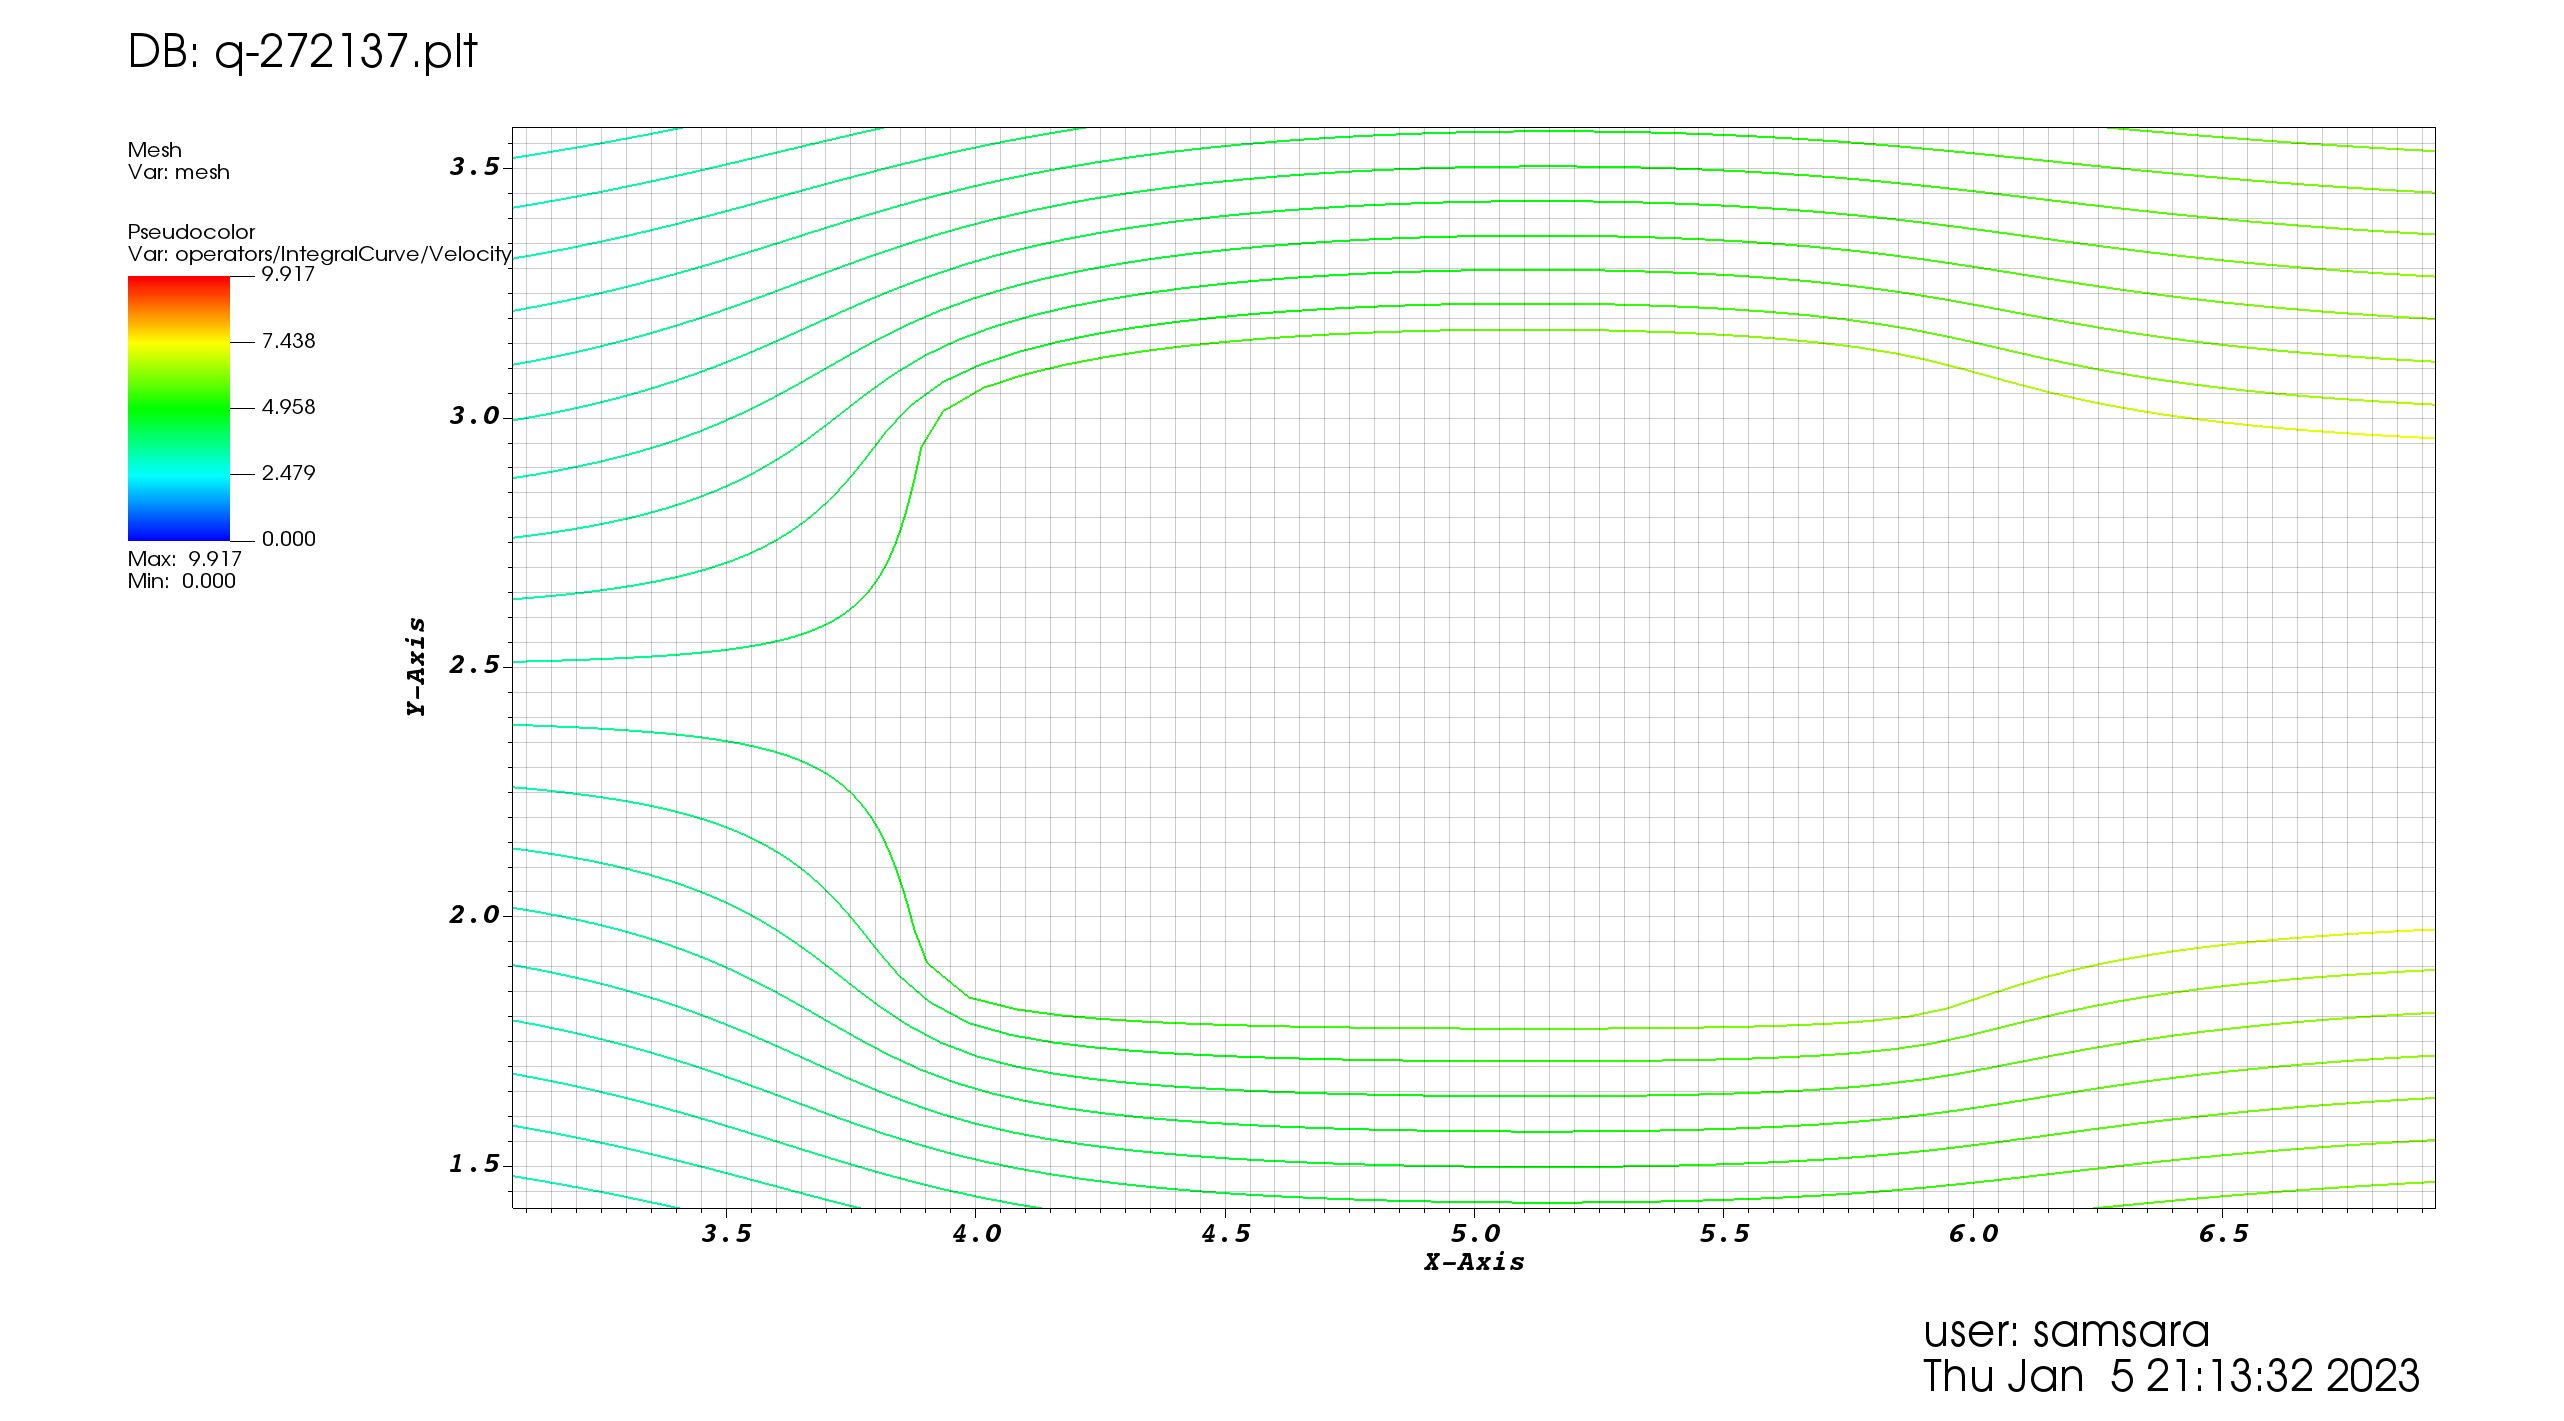 DB: q-272137.plt
Mesh
Var: mesh
Pseudocolor
Var: operators/IntegralCurve/Velocity
9.917
7.438
4.958
2.479
0.000
Max: 9.917
Min: 0.000
3.5
3.0
2.5
2.0
1.5
Y-Axis
3.5 4.0 4.5 5.0 5.5 6.0 6.5
X-Axis
user: samsara
Thu Jan 5 21:13:32 2023